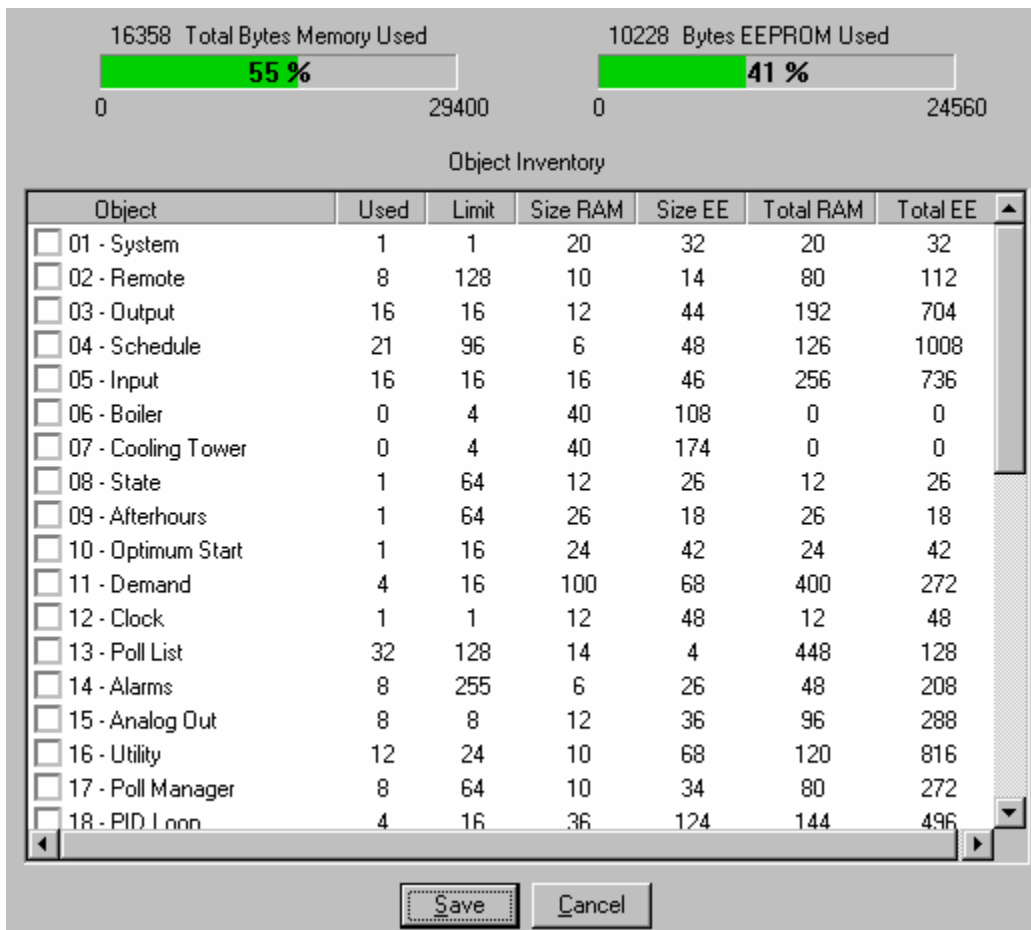 16358 Total Bytes Memory Used 10228 Bytes EEPROM Used
55 % 41 %
0 29400 0 24560
Object Inventory
Object Used Limit Size RAM Size EE Total RAM Total EE
01 - System 1 1 20 32 20 32
02 - Remote 8 128 10 14 80 112
03 - Output 16 16 12 44 192 704
04 - Schedule 21 96 6 48 126 1008
05 - Input 16 16 16 46 256 736
06 - Boiler 0 4 40 108 0 0
07 - Cooling Tower 0 4 40 174 0 0
08 - State 1 64 12 26 12 26
09 - Afterhours 1 64 26 18 26 18
10 - Optimum Start 1 16 24 42 24 42
11 - Demand 4 16 100 68 400 272
12 - Clock 1 1 12 48 12 48
13 - Poll List 32 128 14 4 448 128
14 - Alarms 8 255 6 26 48 208
15 - Analog Out 8 8 12 36 96 288
16 - Utility 12 24 10 68 120 816
17 - Poll Manager 8 64 10 34 80 272
18 - PID Loop 4 16 36 124 144 496
Save Cancel